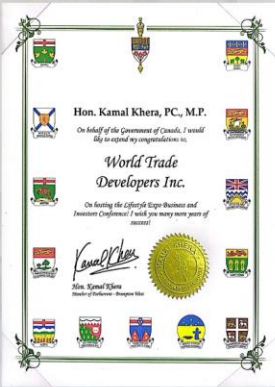 Hon. Kamal Khera, PC., M.P.
On behalf of the Government of Canada, I would
like to extend my congratulations to,
World Trade
Developers Inc.
On hosting the Lifestyle Expo Business and
Investors Conference! I wish you many more years of
success!
Kamal Khera
Hon. Kamal Khera
Member of Parliament - Brampton West